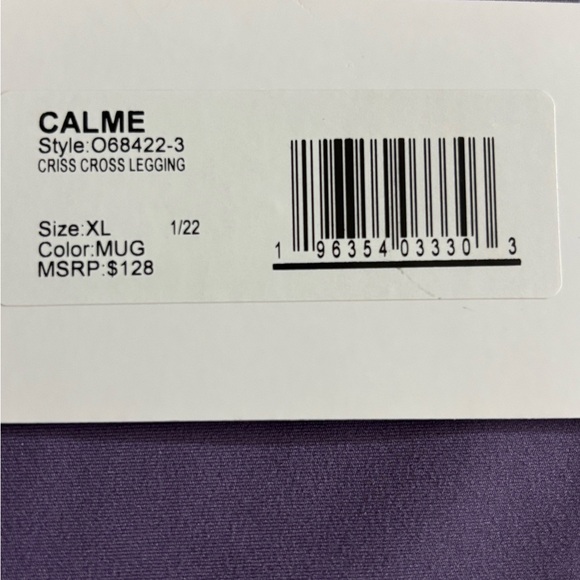 CALME
Style:O68422-3
CRISS CROSS LEGGING
Size:XL 1/22
Color:MUG
MSRP:$128
1 96354 03330 3